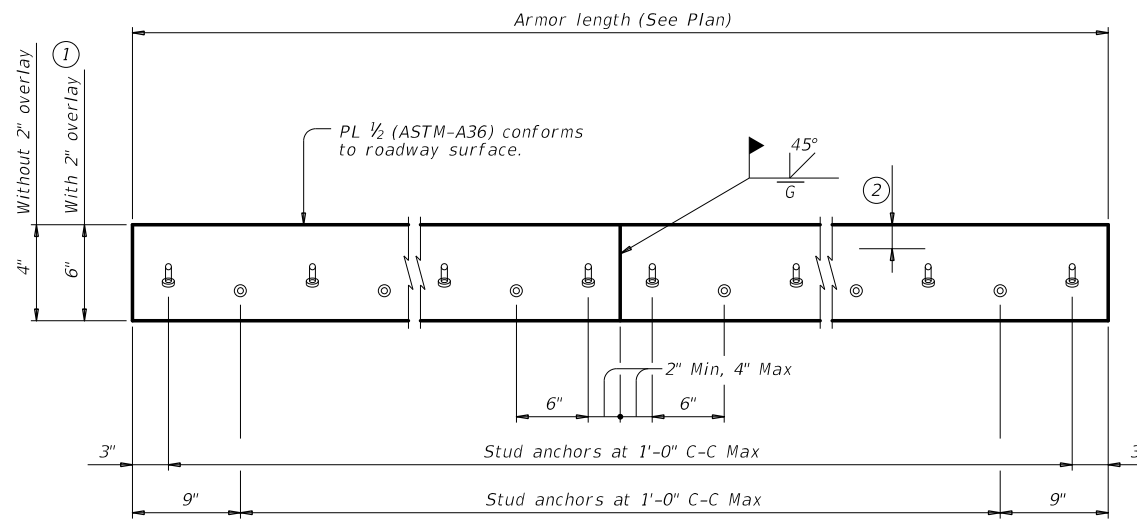 Armor length (See Plan)
Without 2" overlay
With 2" overlay
1
PL ½ (ASTM-A36) conforms
to roadway surface.
45°
G
2
4"
6"
2" Min, 4" Max
6"
6"
3"
Stud anchors at 1'-0" C-C Max
3
9"
Stud anchors at 1'-0" C-C Max
9"